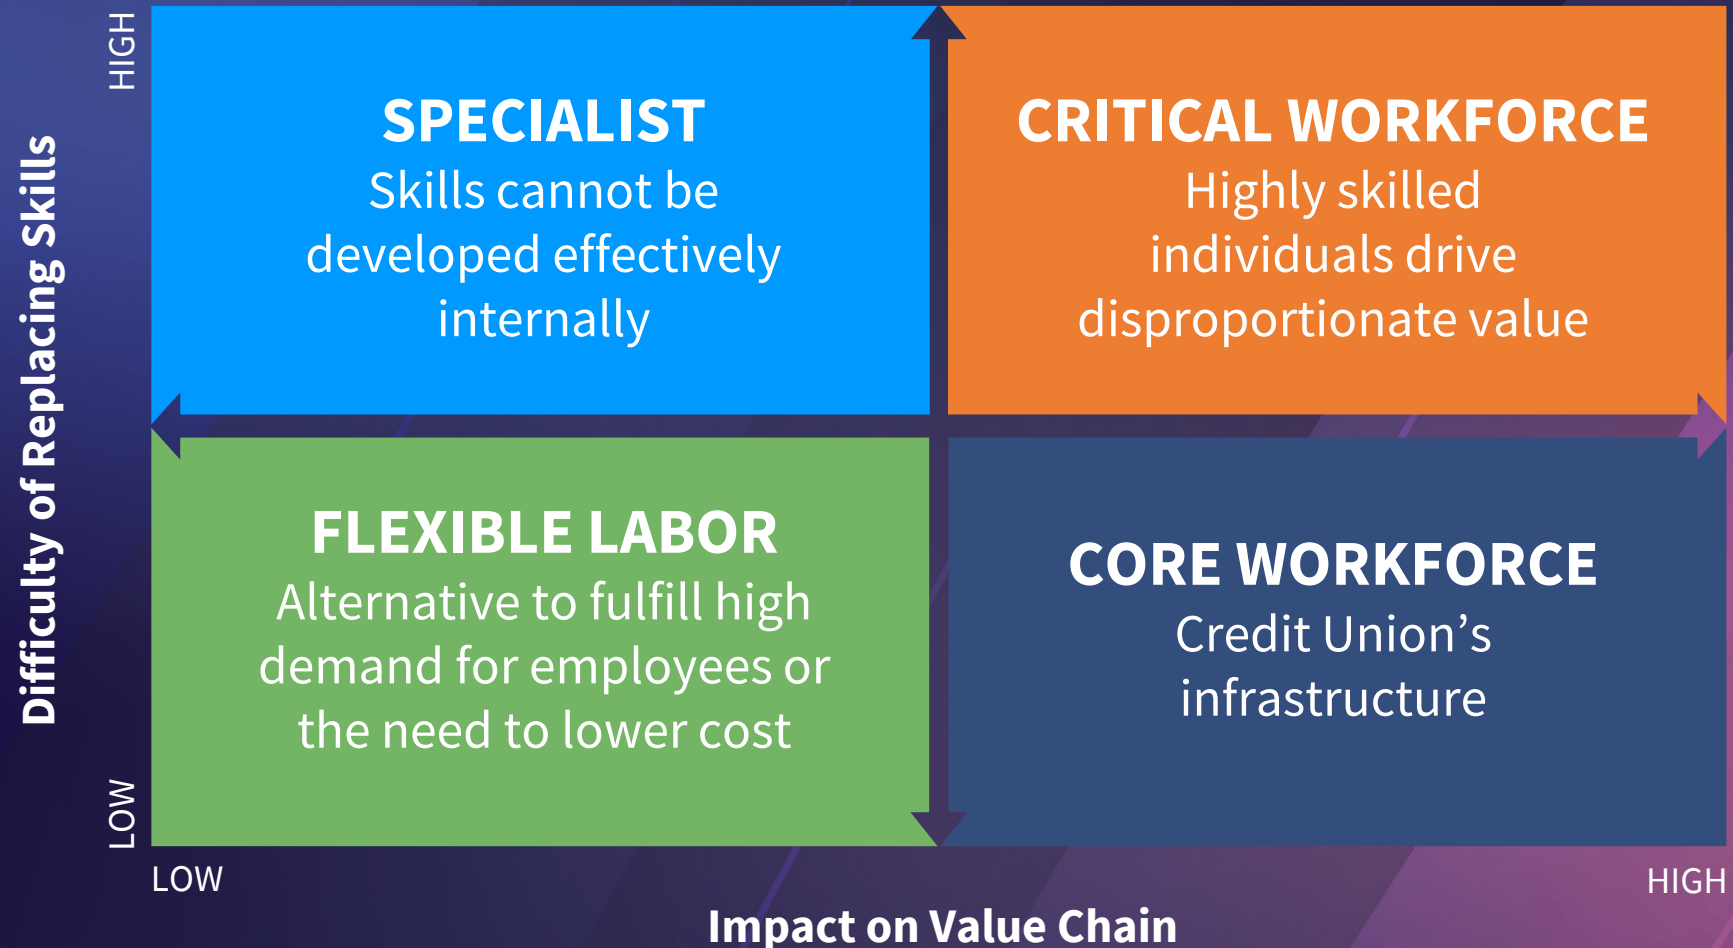 HIGH
Difficulty of Replacing Skills
LOW
SPECIALIST
Skills cannot be
developed effectively
internally
CRITICAL WORKFORCE
Highly skilled
individuals drive
disproportionate value
FLEXIBLE LABOR
Alternative to fulfill high
demand for employees or
the need to lower cost
CORE WORKFORCE
Credit Union’s
infrastructure
LOW
HIGH
Impact on Value Chain